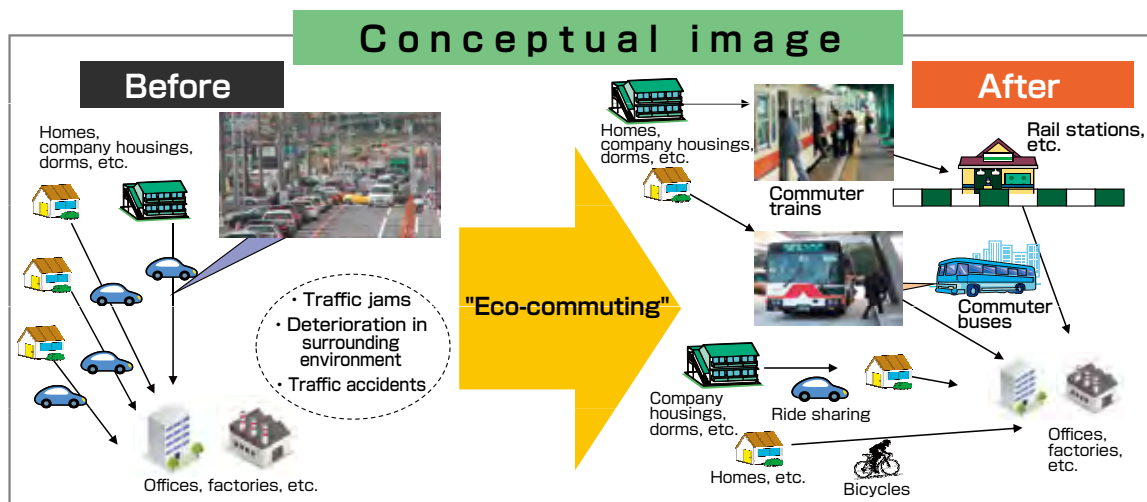 Conceptual image
Before
Homes,
company housings,
dorms, etc.
・Traffic jams
・Deterioration in
surrounding
environment
・Traffic accidents
Offices, factories, etc.
"Eco-commuting"
After
Homes,
company housings,
dorms, etc.
Commuter
trains
Rail stations,
etc.
Commuter
buses
Company
housings,
dorms, etc.
Ride sharing
Homes, etc.
Bicycles
Offices,
factories,
etc.